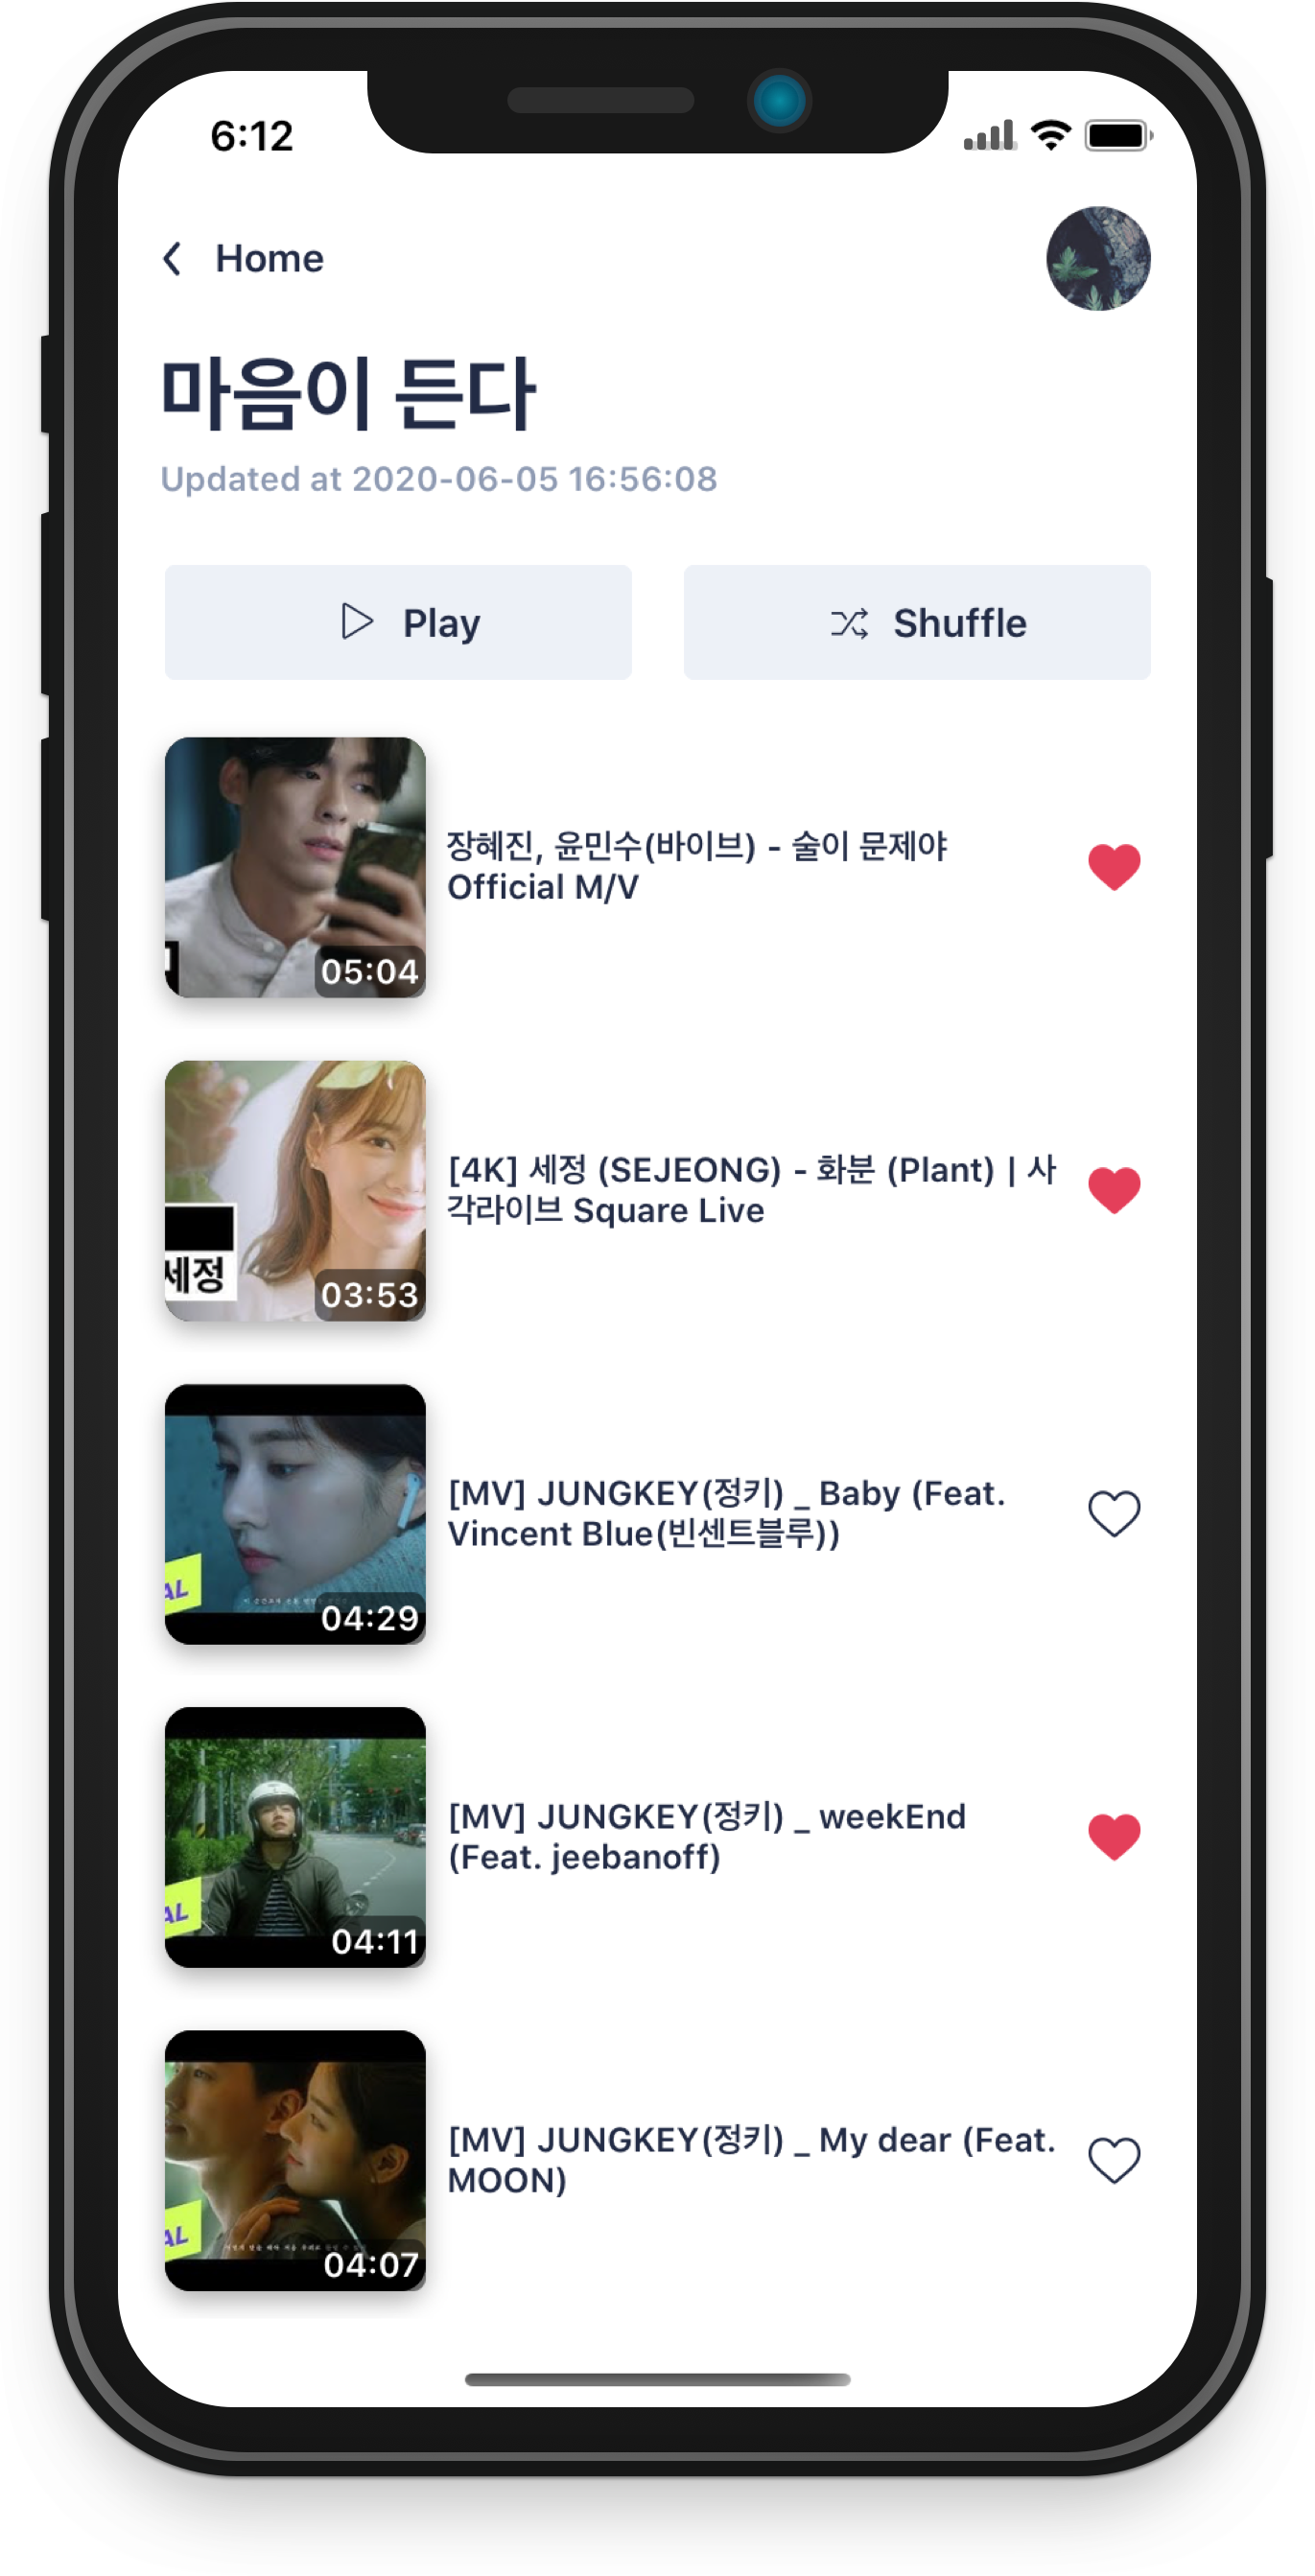 6:12
Home
마음이 든다
Updated at 2020-06-05 16:56:08
Play
Shuffle
05:04
장혜진, 윤민수(바이브) - 술이 문제야
Official M/V
세정
03:53
[4K] 세정 (SEJEONG) - 화분 (Plant) | 사
각라이브 Square Live
AL
04:29
[MV] JUNGKEY(정키) _ Baby (Feat.
Vincent Blue(빈센트블루))
AL
04:11
[MV] JUNGKEY(정키) _ weekEnd
(Feat. jeebanoff)
AL
04:07
[MV] JUNGKEY(정키) _ My dear (Feat.
MOON)